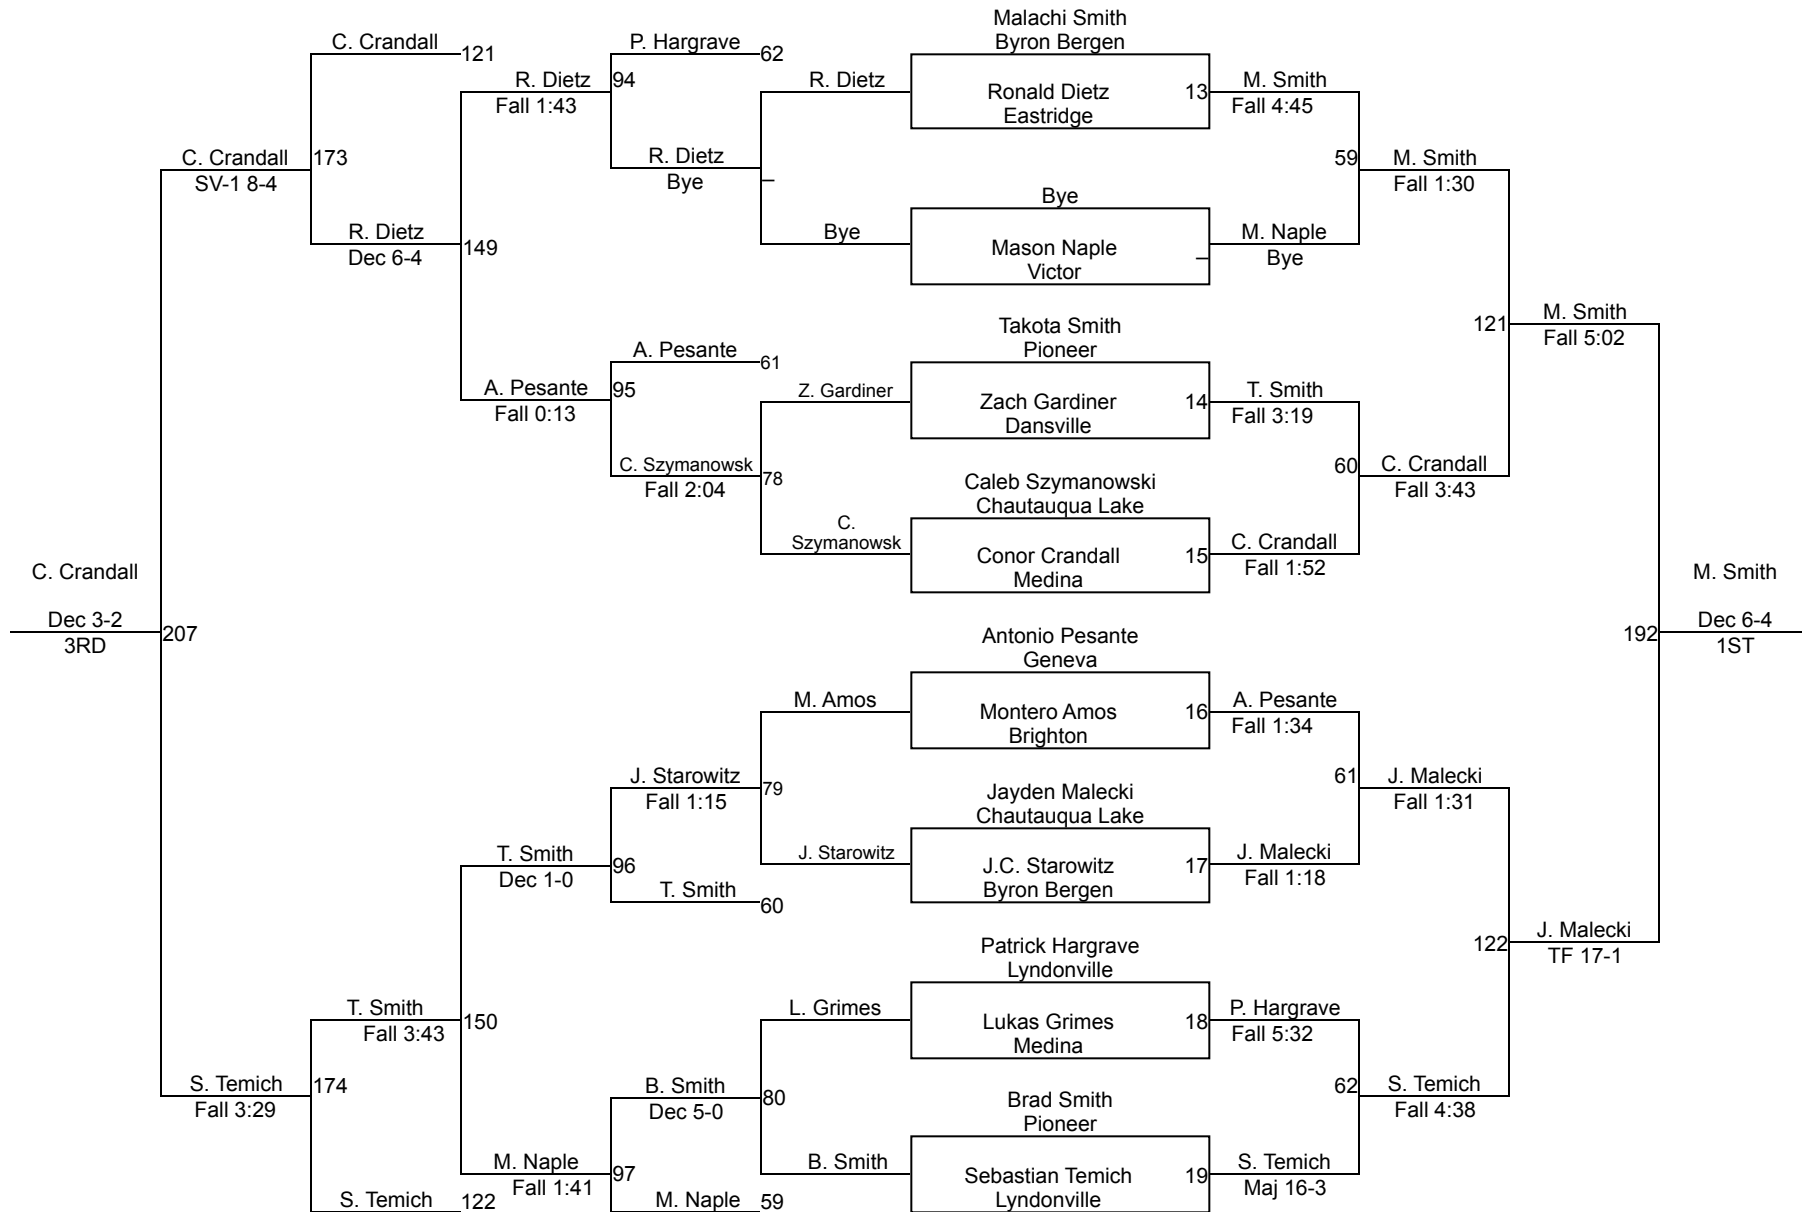 Malachi Smith
C. Crandall
P. Hargrave
Byron Bergen
121
62
R. Dietz
94
R. Dietz
Ronald Dietz
13
M. Smith
Fall 1:43
Eastridge
Fall 4:45
C. Crandall
173
R. Dietz
59
M. Smith
SV-1 8-4
Bye
–
Fall 1:30
Bye
R. Dietz
149
Bye
Mason Naple
M. Naple
Dec 6-4
Victor
–
Bye
Takota Smith
121
M. Smith
A. Pesante
Pioneer
Fall 5:02
61
A. Pesante
95
Z. Gardiner
Zach Gardiner
14
T. Smith
Fall 0:13
Dansville
Fall 3:19
C. Szymanowsk
78
60
C. Crandall
Fall 2:04
Caleb Szymanowski
Fall 3:43
Chautauqua Lake
C.
Szymanowsk
Conor Crandall
15
C. Crandall
Medina
Fall 1:52
C. Crandall
M. Smith
Dec 3-2
207
Antonio Pesante
192
Dec 6-4
3RD
Geneva
1ST
M. Amos
Montero Amos
16
A. Pesante
Brighton
Fall 1:34
J. Starowitz
79
61
J. Malecki
Fall 1:15
Jayden Malecki
Fall 1:31
Chautauqua Lake
T. Smith
96
J. Starowitz
J.C. Starowitz
17
J. Malecki
Dec 1-0
Byron Bergen
Fall 1:18
T. Smith
60
Patrick Hargrave
122
J. Malecki
Lyndonville
TF 17-1
T. Smith
150
L. Grimes
Lukas Grimes
18
P. Hargrave
Fall 3:43
Medina
Fall 5:32
S. Temich
174
B. Smith
80
62
S. Temich
Fall 3:29
Dec 5-0
Brad Smith
Fall 4:38
Pioneer
M. Naple
97
B. Smith
Sebastian Temich
19
S. Temich
Fall 1:41
Lyndonville
Maj 16-3
S. Temich
122
M. Naple
59